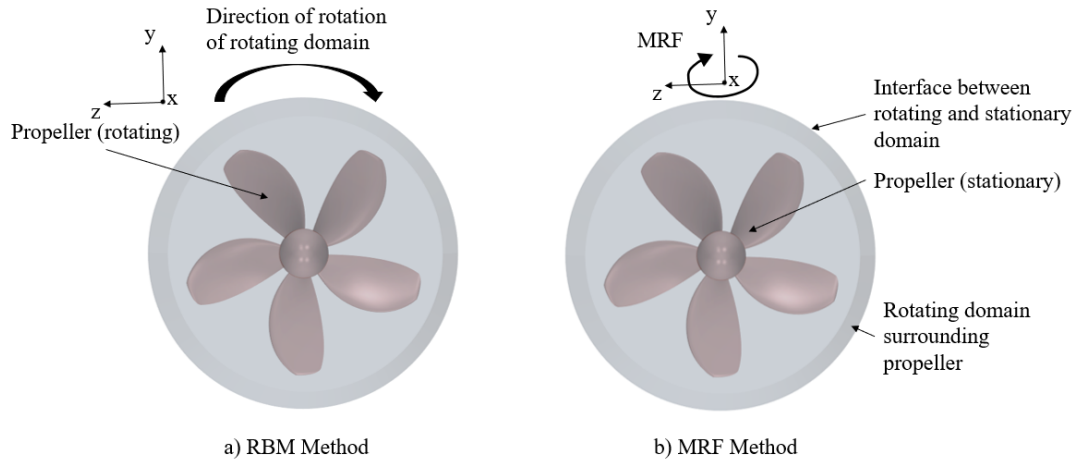 Direction of rotation
of rotating domain
y
z
x
Propeller (rotating)
a) RBM Method
y
MRF
z
x
Interface between
rotating and stationary
domain
Propeller (stationary)
Rotating domain
surrounding
propeller
b) MRF Method